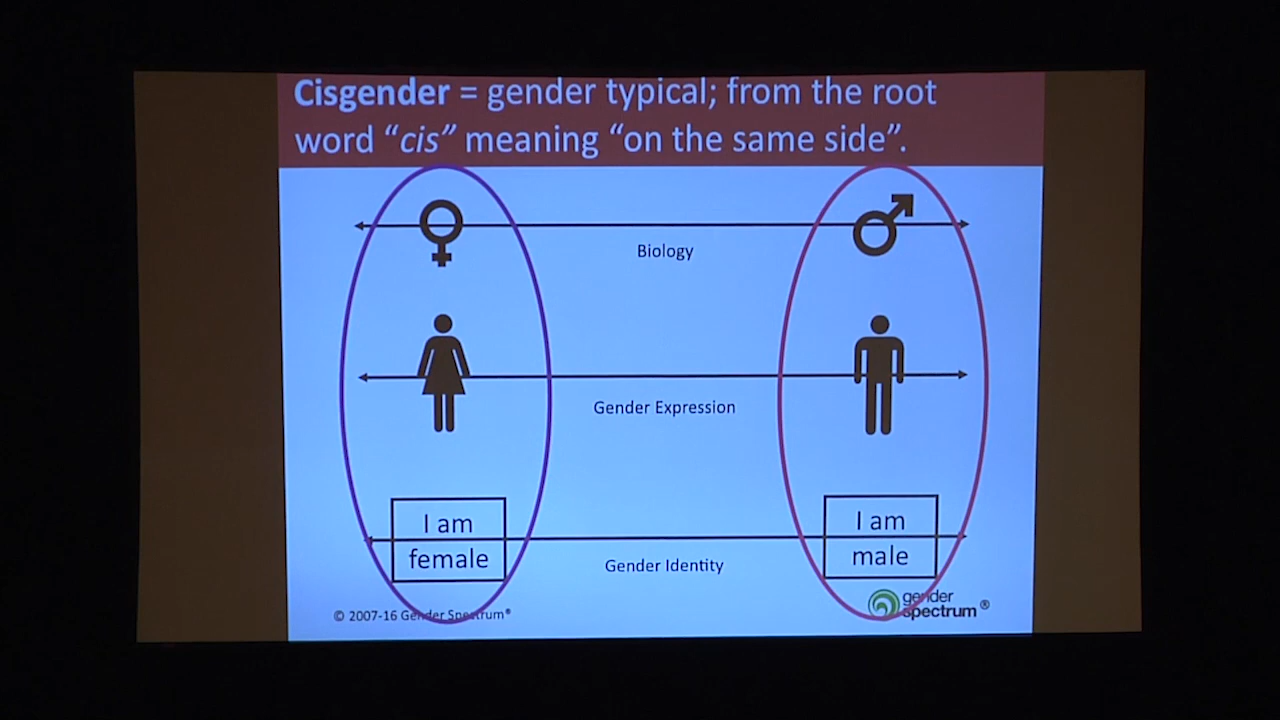 Cisgender = gender typical; from the root
word “cis” meaning “on the same side”.
Biology
Gender Expression
I am
female
I am
male
Gender Identity
© 2007-16 Gender Spectrum®
gender
spectrum ®